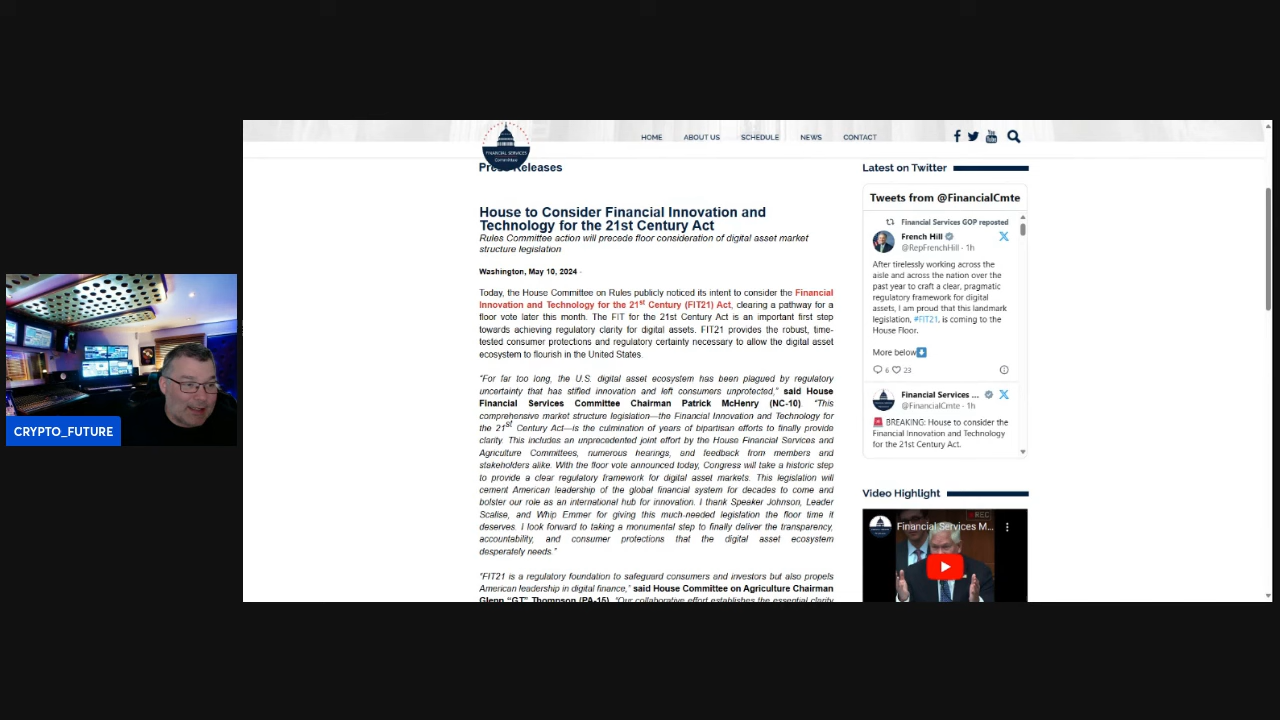 HOME ABOUT US SCHEDULE NEWS CONTACT
FINANCIAL SERVICES
Committee
Press Releases
House to Consider Financial Innovation and
Technology for the 21st Century Act
Rules Committee action will precede floor consideration of digital asset market
structure legislation
Washington, May 10, 2024 -
Today, the House Committee on Rules publicly noticed its intent to consider the Financial
Innovation and Technology for the 21st Century (FIT21) Act, clearing a pathway for a
floor vote later this month. The FIT for the 21st Century Act is an important first step
towards achieving regulatory clarity for digital assets. FIT21 provides the robust, time-
tested consumer protections and regulatory certainty necessary to allow the digital asset
ecosystem to flourish in the United States.
"For far too long, the U.S. digital asset ecosystem has been plagued by regulatory
uncertainty that has stifled innovation and left consumers unprotected," said House
Financial Services Committee Chairman Patrick McHenry (NC-10). "This
comprehensive market structure legislation—the Financial Innovation and Technology for
the 21st Century Act—is the culmination of years of bipartisan efforts to finally provide
clarity. This includes an unprecedented joint effort by the House Financial Services and
Agriculture Committees, numerous hearings, and feedback from members and
stakeholders alike. With the floor vote announced today, Congress will take a historic step
to provide a clear regulatory framework for digital asset markets. This legislation will
cement American leadership of the global financial system for decades to come and
bolster our role as an international hub for innovation. I thank Speaker Johnson, Leader
Scalise, and Whip Emmer for giving this much-needed legislation the floor time it
deserves. I look forward to taking a monumental step to finally deliver the transparency,
accountability, and consumer protections that the digital asset ecosystem
desperately needs."
"FIT21 is a regulatory foundation to safeguard consumers and investors but also propels
American leadership in digital finance," said House Committee on Agriculture Chairman
Glenn "GT" Thompson (PA-15). "Our collaborative effort establishes the essential clarity
Latest on Twitter
Tweets from @FinancialCmte
Financial Services GOP reposted
French Hill
@RepFrenchHill · 1h
After tirelessly working across the
aisle and across the nation over the
past year to craft a clear, pragmatic
regulatory framework for digital
assets, I am proud that this landmark
legislation, #FIT21, is coming to the
House Floor.
More below⬇️
6 23
Financial Services ...
@FinancialCmte · 1h
🚨 BREAKING: House to consider the
Financial Innovation and Technology
for the 21st Century Act.
Video Highlight
REC
Financial Services M...
CRYPTO_FUTURE